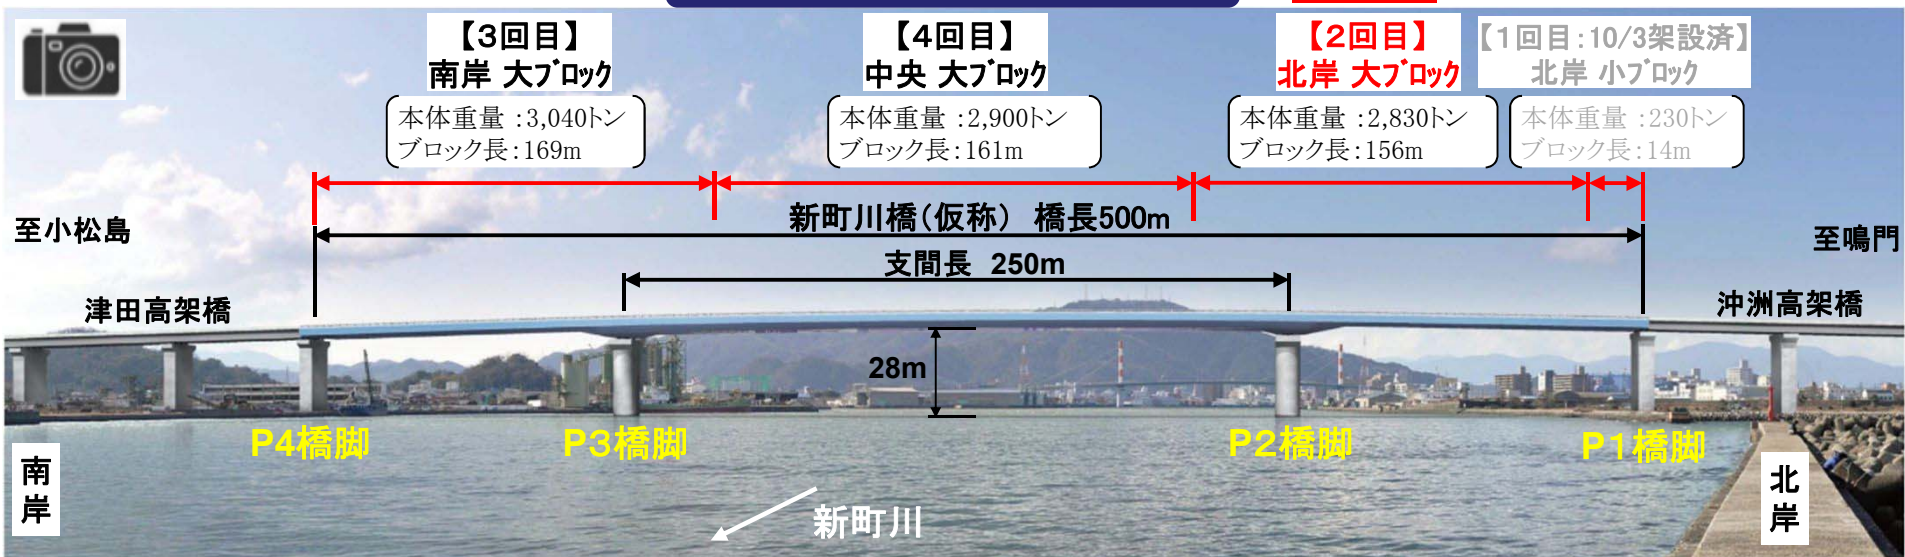 【3回目】
南岸 大ブロック
本体重量 :3,040トン
ブロック長:169m
【4回目】
中央 大ブロック
本体重量 :2,900トン
ブロック長:161m
【2回目】
北岸 大ブロック
本体重量 :2,830トン
ブロック長:156m
【1回目:10/3架設済】
北岸 小ブロック
本体重量 :230トン
ブロック長:14m
新町川橋(仮称) 橋長500m
至小松島
至鳴門
支間長 250m
津田高架橋
沖洲高架橋
28m
P4橋脚
P3橋脚
P2橋脚
P1橋脚
南岸
北岸
新町川